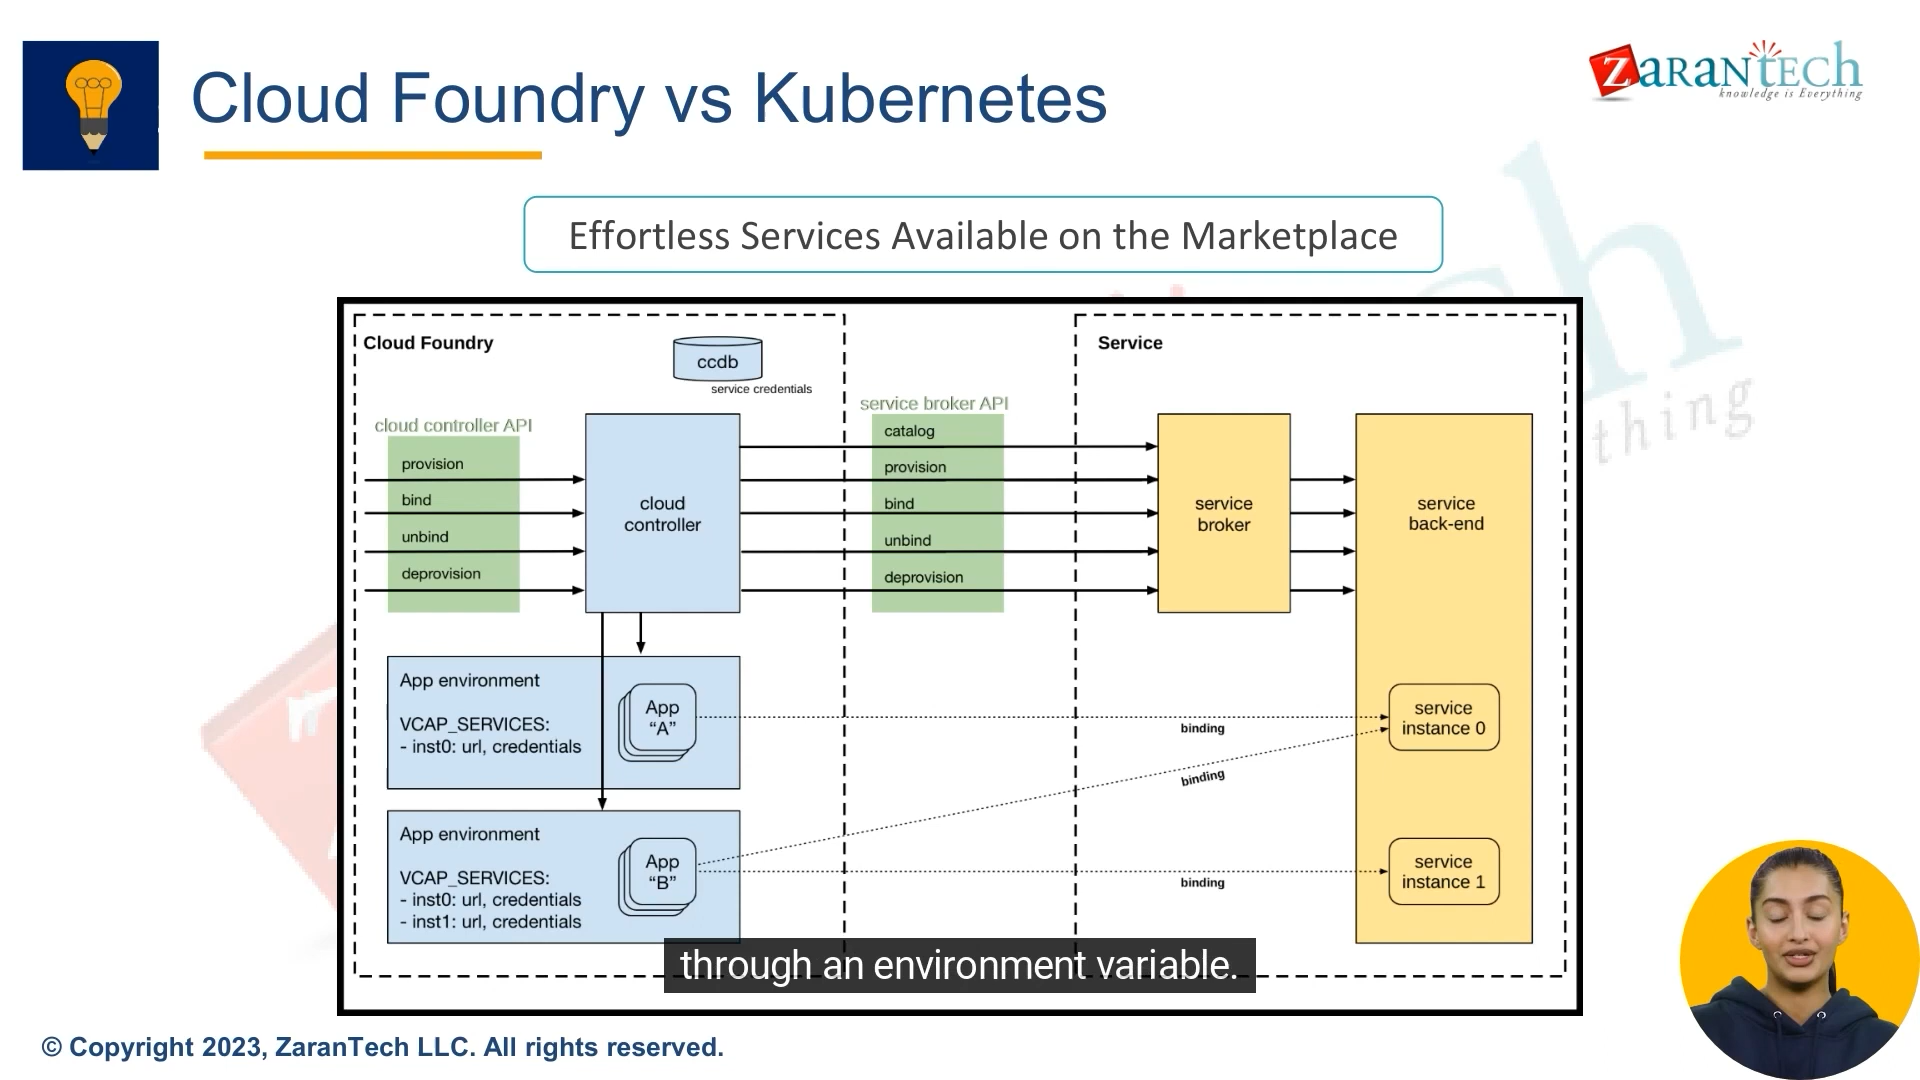 Cloud Foundry vs Kubernetes
ZARANTECH
knowledge is Everything
Effortless Services Available on the Marketplace
Cloud Foundry
ccdb
service credentials
cloud controller API
provision
bind
unbind
deprovision
cloud
controller
service broker API
catalog
provision
bind
unbind
deprovision
Service
service
broker
service
back-end
App environment
VCAP_SERVICES:
- inst0: url, credentials
App
“A”
binding
service
instance 0
binding
App environment
VCAP_SERVICES:
- inst0: url, credentials
- inst1: url, credentials
App
“B”
binding
service
instance 1
through an environment variable.
ch
thing
© Copyright 2023, ZaranTech LLC. All rights reserved.